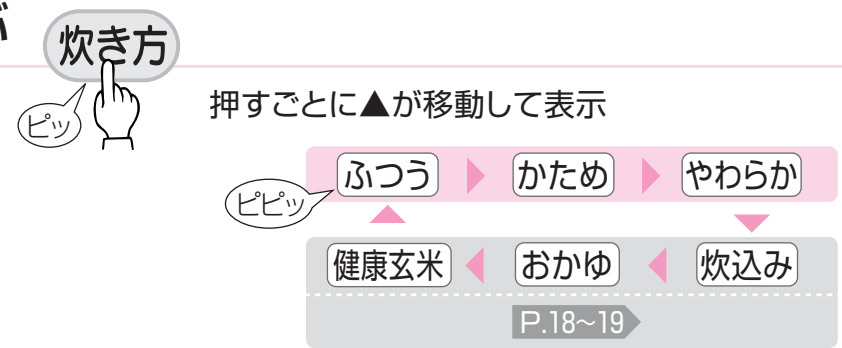 炊き方
ピッ
押すごとに▲が移動して表示
ふつう ▶ かため ▶ やわらか
ピピッ
健康玄米 ◀ おかゆ ◀ 炊込み
P.18~19